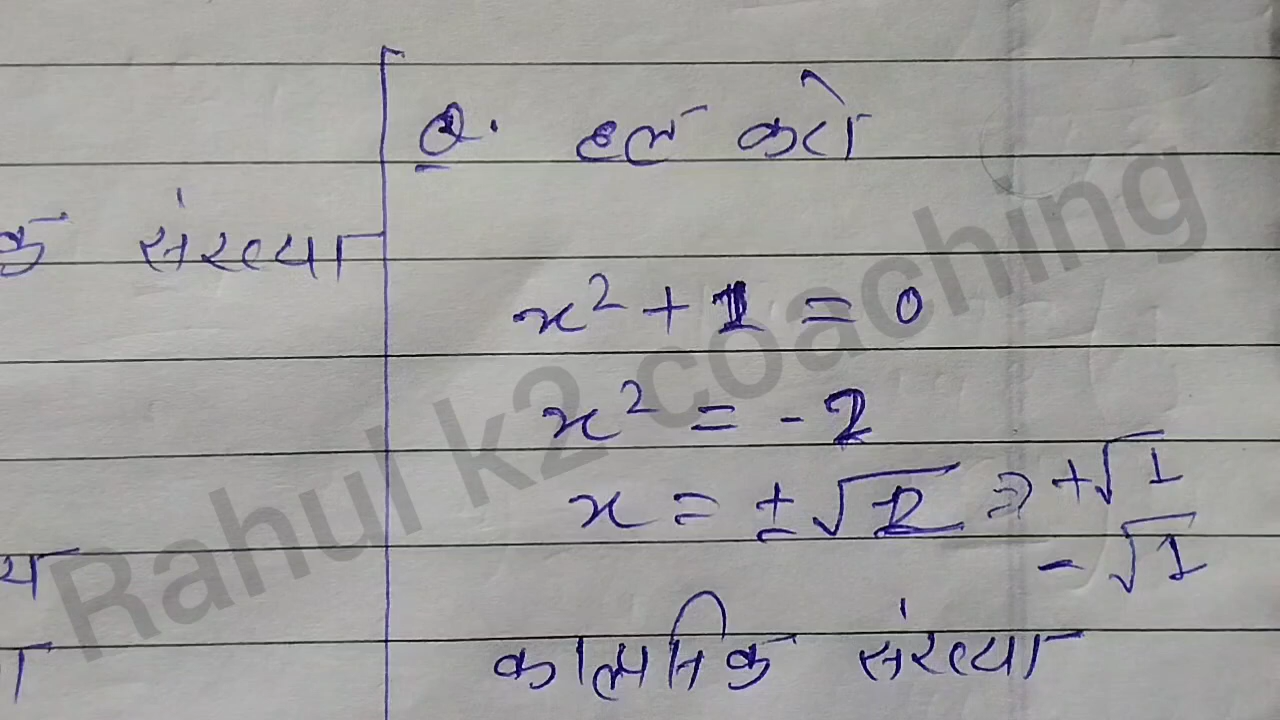 Q. हल करो
क संख्या
x² + 1 = 0
x² = -1
x = ±√-1 ⇒ +√1
-√1
य
काल्पनिक संख्या
Rahul k2 coaching